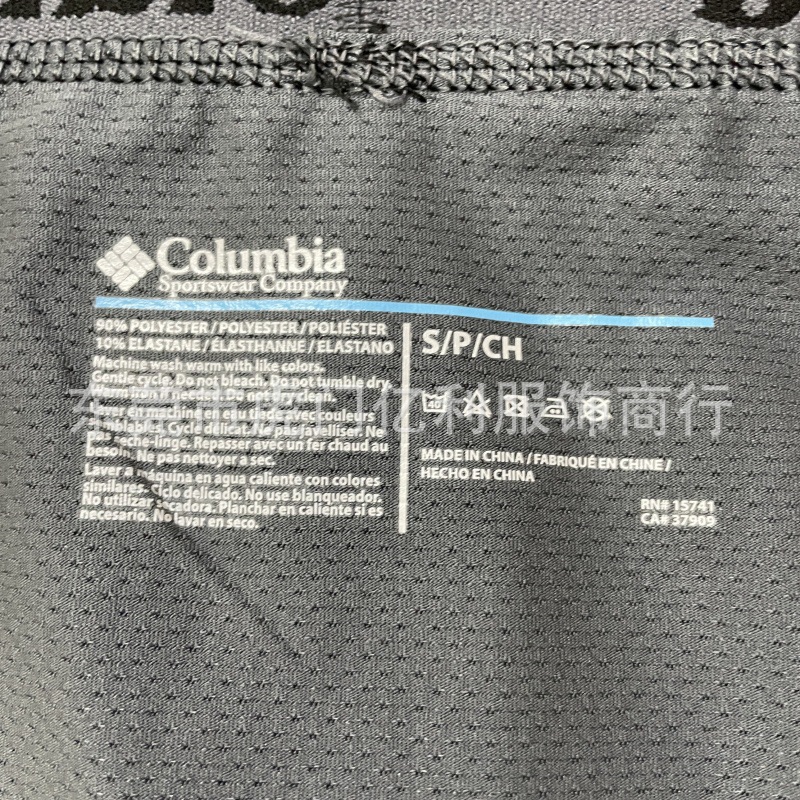 Columbia
Sportswear Company
90% POLYESTER / POLYESTER / POLIÉSTER
10% ELASTANE / ÉLASTHANNE / ELASTANO
Machine wash warm with like colors.
Gentle cycle. Do not bleach. Do not tumble dry.
Warm iron if needed. Do not dry clean.
Laver en machine en eau tiède avec couleurs
semblables. Cycle délicat. Ne pas javelliser. Ne
pas sèche-linge. Repasser avec un fer chaud au
besoin. Ne pas nettoyer à sec.
Lavar a máquina en agua caliente con colores
similares. Ciclo delicado. No use blanqueador.
No utilizar secadora. Planchar en caliente si es
necesario. No lavar en seco.
S/P/CH
MADE IN CHINA / FABRIQUÉ EN CHINE /
HECHO EN CHINA
RN# 15741
CA# 37909
亿利服饰商行